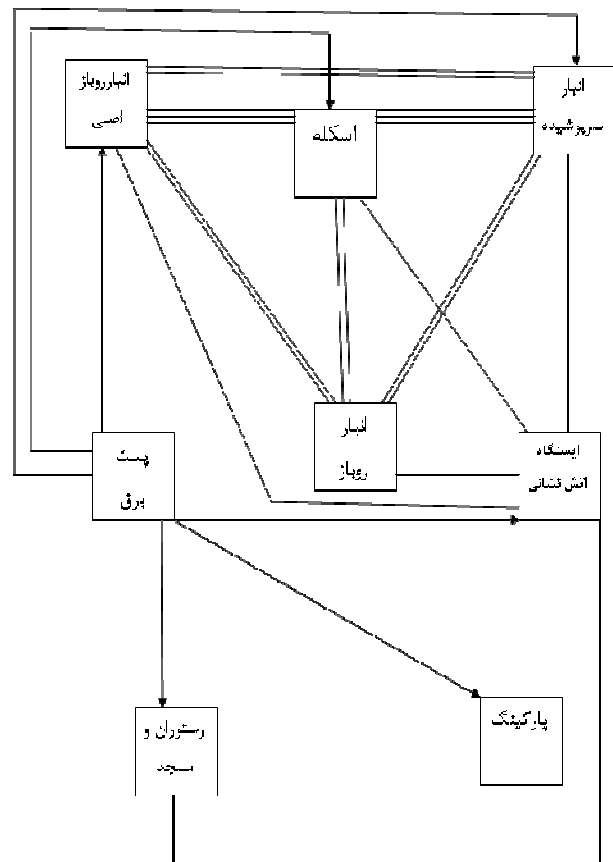 انبار
سرپوشیده
انبارروباز
اصلی
اسکله
انبار
روباز
ایستگاه
آتش نشانی
پست
برق
پارکینگ
رستوران و
مسجد